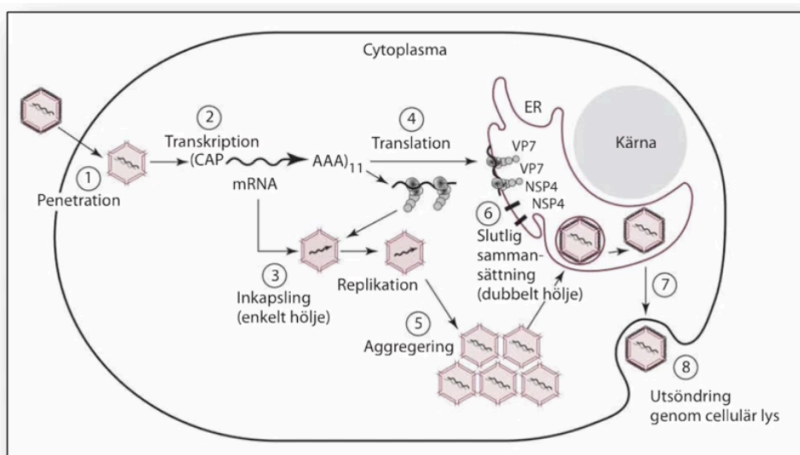 Cytoplasma
ER
Kärna
1
Penetration
2
Transkription
(CAP
AAA)11
mRNA
4
Translation
VP7
VP7
NSP4
NSP4
3
Inkapsling
(enkelt hölje)
Replikation
5
Aggregering
6
Slutlig
samman-
sättning
(dubbelt hölje)
7
8
Utsöndring
genom cellulär lys